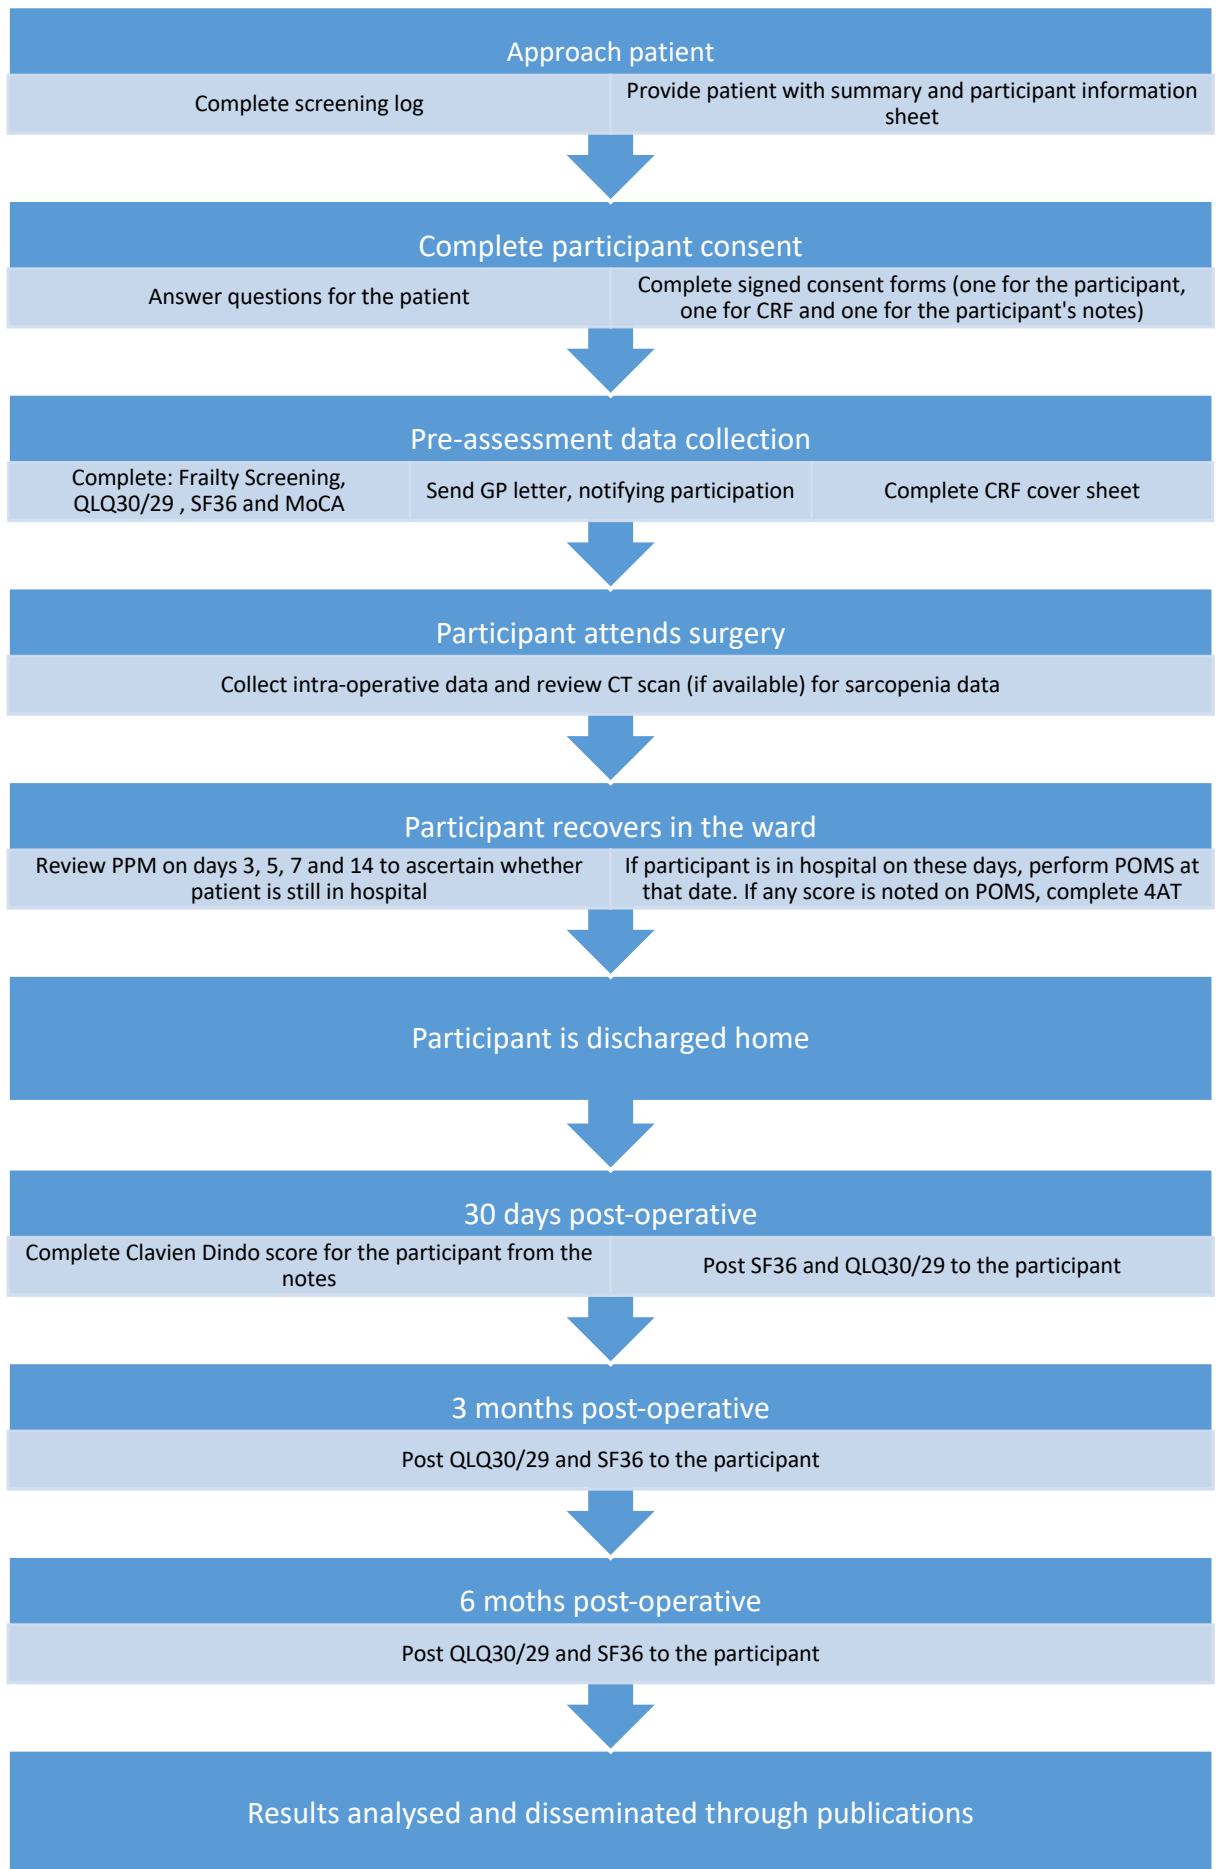 Approach patient
Complete screening log
Provide patient with summary and participant information
sheet
Complete participant consent
Answer questions for the patient
Complete signed consent forms (one for the participant,
one for CRF and one for the participant's notes)
Pre-assessment data collection
Complete: Frailty Screening,
QLQ30/29 , SF36 and MoCA
Send GP letter, notifying participation
Complete CRF cover sheet
Participant attends surgery
Collect intra-operative data and review CT scan (if available) for sarcopenia data
Participant recovers in the ward
Review PPM on days 3, 5, 7 and 14 to ascertain whether
patient is still in hospital
If participant is in hospital on these days, perform POMS at
that date. If any score is noted on POMS, complete 4AT
Participant is discharged home
30 days post-operative
Complete Clavien Dindo score for the participant from the
notes
Post SF36 and QLQ30/29 to the participant
3 months post-operative
Post QLQ30/29 and SF36 to the participant
6 moths post-operative
Post QLQ30/29 and SF36 to the participant
Results analysed and disseminated through publications